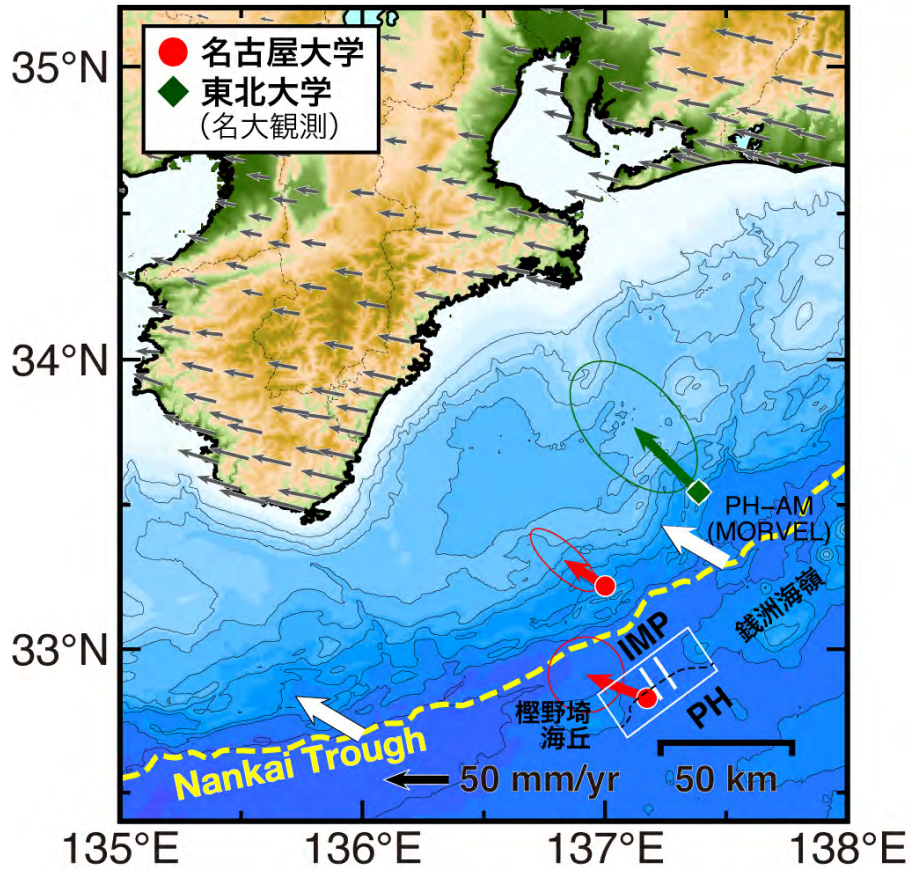 35°N
34°N
33°N
名古屋大学
東北大学
(名大観測)
PH−AM
(MORVEL)
銭洲海嶺
IMP
PH
樫野埼
海丘
Nankai Trough
50 mm/yr
50 km
135°E
136°E
137°E
138°E